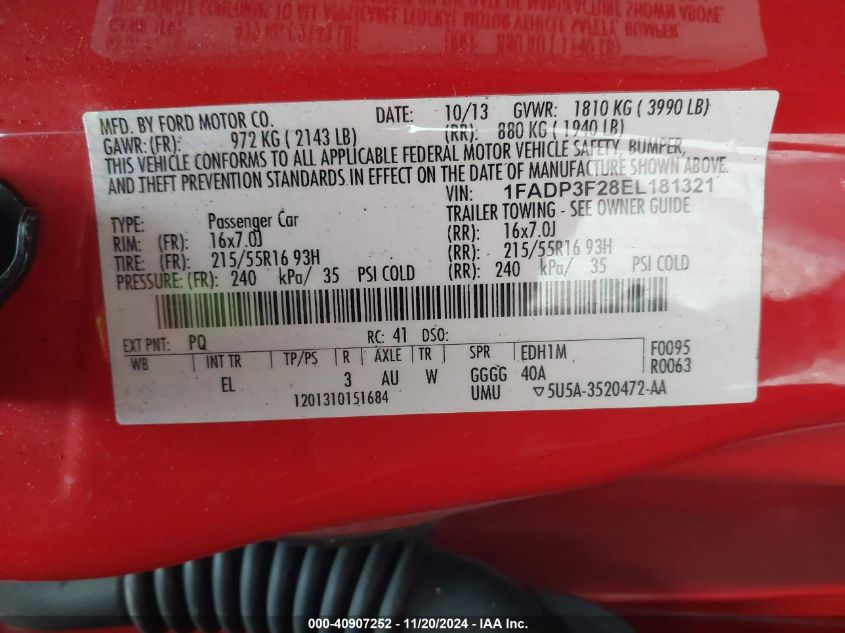 MFD. BY FORD MOTOR CO.
DATE: 10/13 GVWR: 1810 KG ( 3990 LB)
GAWR: (FR): 972 KG ( 2143 LB) (RR): 880 KG ( 1940 LB)
THIS VEHICLE CONFORMS TO ALL APPLICABLE FEDERAL MOTOR VEHICLE SAFETY, BUMPER,
AND THEFT PREVENTION STANDARDS IN EFFECT ON THE DATE OF MANUFACTURE SHOWN ABOVE.
VIN: 1FADP3F28EL181321
TYPE: Passenger Car TRAILER TOWING - SEE OWNER GUIDE
RIM: (FR): 16x7.0J (RR): 16x7.0J
TIRE: (FR): 215/55R16 93H (RR): 215/55R16 93H
PRESSURE: (FR): 240 kPa/ 35 PSI COLD (RR): 240 kPa/ 35 PSI COLD
EXT PNT: PQ RC: 41 DSO:
WB INT TR TP/PS R AXLE TR SPR EDH1M F0095
EL 3 AU W GGGG 40A R0063
1201310151684 UMU ▽5U5A-3520472-AA
000-40907252 - 11/20/2024 - IAA Inc.